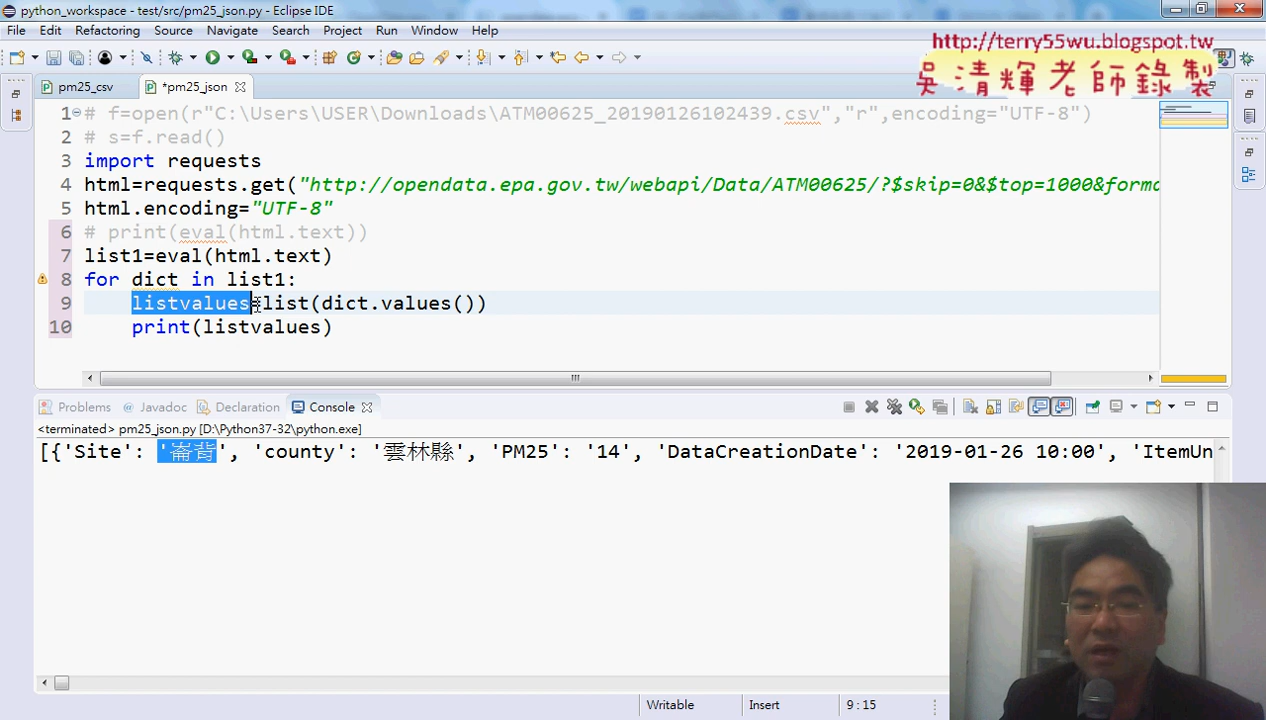 python_workspace - test/src/pm25_json.py - Eclipse IDE
File Edit Refactoring Source Navigate Search Project Run Window Help
http://terry55wu.blogspot.tw
吳清輝老師錄製
pm25_csv *pm25_json
1 # f=open(r"C:\Users\USER\Downloads\ATM00625_20190126102439.csv","r",encoding="UTF-8")
2 # s=f.read()
3 import requests
4 html=requests.get("http://opendata.epa.gov.tw/webapi/Data/ATM00625/?$skip=0&$top=1000&forma
5 html.encoding="UTF-8"
6 # print(eval(html.text))
7 list1=eval(html.text)
8 for dict in list1:
9 listvalues=list(dict.values())
10 print(listvalues)
Problems Javadoc Declaration Console
<terminated> pm25_json.py [D:\Python37-32\python.exe]
[{'Site': '崙背', 'county': '雲林縣', 'PM25': '14', 'DataCreationDate': '2019-01-26 10:00', 'ItemUn
Writable Insert 9:15